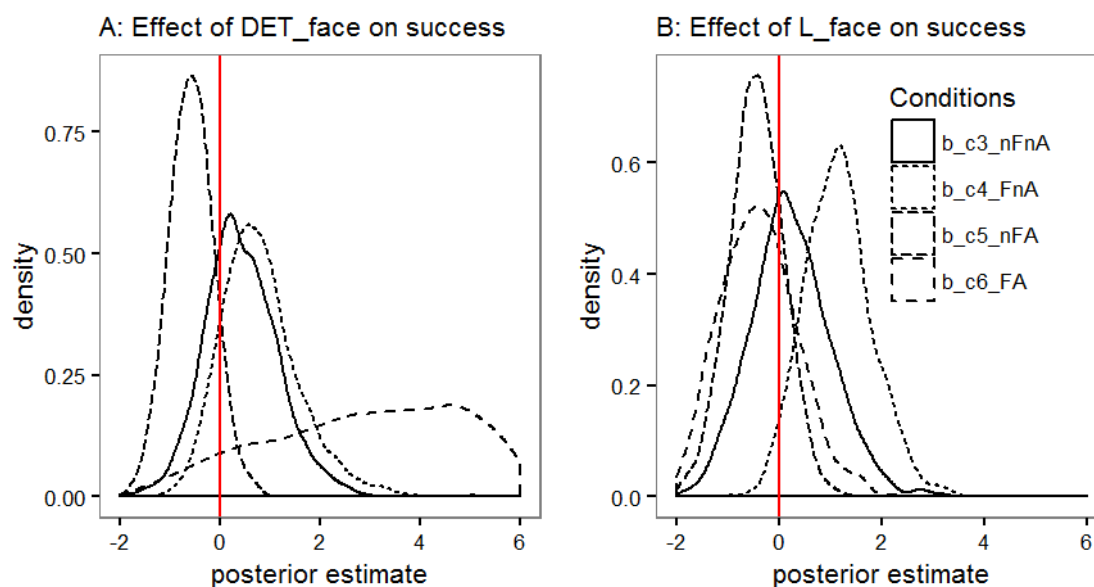 A: Effect of DET_face on success
0.75
0.50
0.25
0.00
density
-2 0 2 4 6
posterior estimate
B: Effect of L_face on success
0.6
0.4
0.2
0.0
density
-2 0 2 4 6
posterior estimate
Conditions
b_c3_nFnA
b_c4_FnA
b_c5_nFA
b_c6_FA